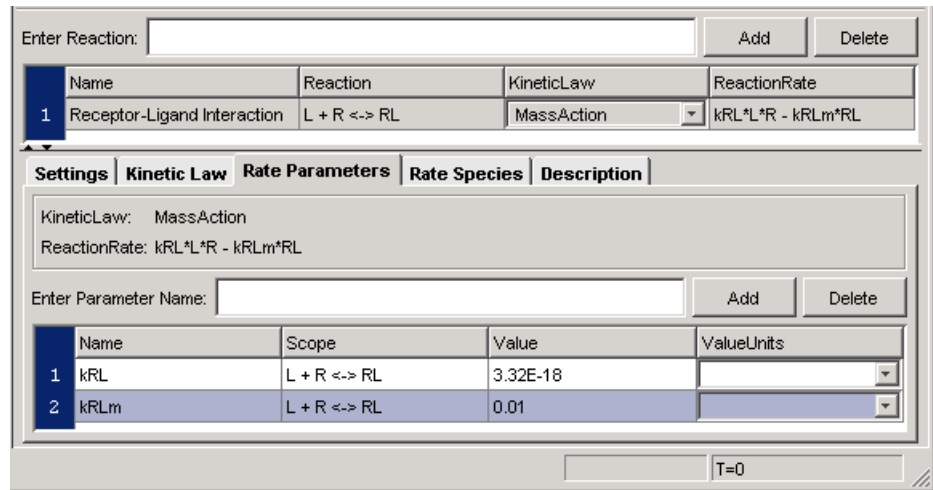 Enter Reaction: Add Delete
Name Reaction KineticLaw ReactionRate
1 Receptor-Ligand Interaction L + R <-> RL MassAction kRL*L*R - kRLm*RL
Settings Kinetic Law Rate Parameters Rate Species Description
KineticLaw: MassAction
ReactionRate: kRL*L*R - kRLm*RL
Enter Parameter Name: Add Delete
Name Scope Value ValueUnits
1 kRL L + R <-> RL 3.32E-18
2 kRLm L + R <-> RL 0.01
T=0